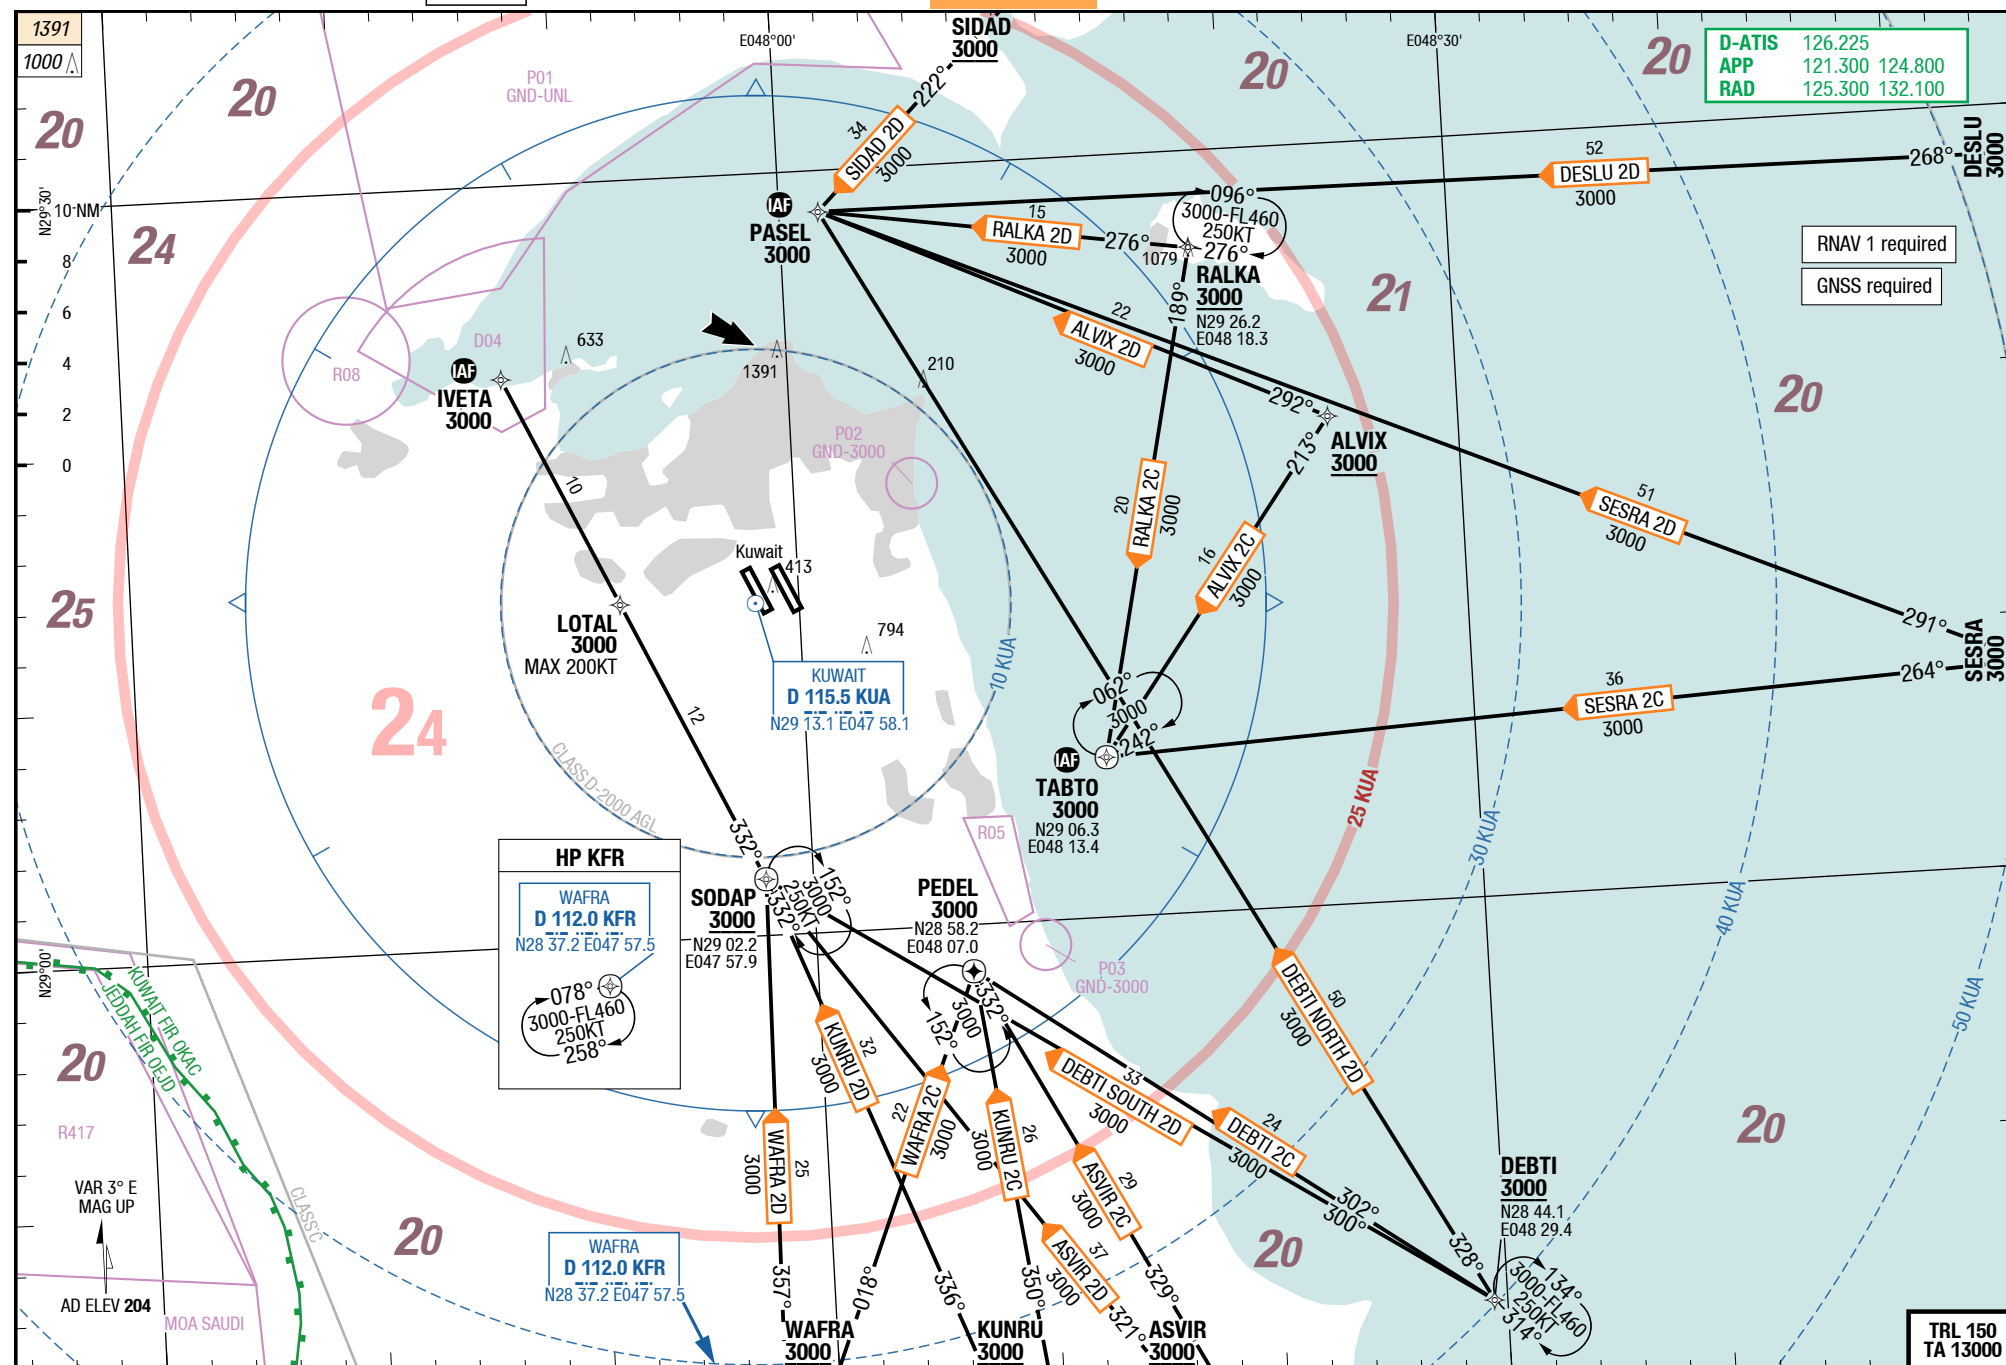 1391
1000
SIDAD
3000
E048°00'
E048°30'
D-ATIS 126.225
APP 121.300 124.800
RAD 125.300 132.100
20
20
20
20
P01
GND-UNL
222°
34
SIDAD 2D
3000
DESLU
3000
268°
52
DESLU 2D
3000
N29°30'
10 NM
8
6
4
2
0
24
IAF
PASEL
3000
15
RALKA 2D
3000
276°
096°
3000-FL460
250KT
276°
1079
RALKA
3000
N29 26.2
E048 18.3
189°
RNAV 1 required
GNSS required
21
20
22
ALVIX 2D
3000
292°
ALVIX
3000
213°
D04
R08
633
1391
210
IAF
IVETA
3000
P02
GND-3000
10
20
RALKA 2C
3000
16
ALVIX 2C
3000
51
SESRA 2D
3000
291°
SESRA
3000
264°
36
SESRA 2C
3000
25
24
Kuwait
413
794
LOTAL
3000
MAX 200KT
KUWAIT
D 115.5 KUA
N29 13.1 E047 58.1
10 KUA
12
CLASS D-2000 AGL
062°
3000
242°
IAF
TABTO
3000
N29 06.3
E048 13.4
25 KUA
30 KUA
40 KUA
50 KUA
R05
332°
HP KFR
WAFRA
D 112.0 KFR
N28 37.2 E047 57.5
078°
3000-FL460
250KT
258°
SODAP
3000
N29 02.2
E047 57.9
152°
3000
250KT
332°
PEDEL
3000
N28 58.2
E048 07.0
332°
3000
152°
P03
GND-3000
N29°00'
KUWAIT FIR OKAC
JEDDAH FIR OEJD
20
R417
CLASS C
VAR 3° E
MAG UP
AD ELEV 204
MOA SAUDI
20
32
KUNRU 2D
3000
25
WAFRA 2D
3000
22
WAFRA 2C
3000
3000
26
KUNRU 2C
29
ASVIR 2C
3000
37
ASVIR 2D
3000
33
DEBTI SOUTH 2D
3000
24
DEBTI 2C
3000
50
DEBTI NORTH 2D
3000
302°
300°
328°
DEBTI
3000
N28 44.1
E048 29.4
134°
3000-FL460
250KT
314°
20
20
WAFRA
D 112.0 KFR
N28 37.2 E047 57.5
357°
018°
336°
350°
321°
329°
WAFRA
3000
KUNRU
3000
ASVIR
3000
TRL 150
TA 13000